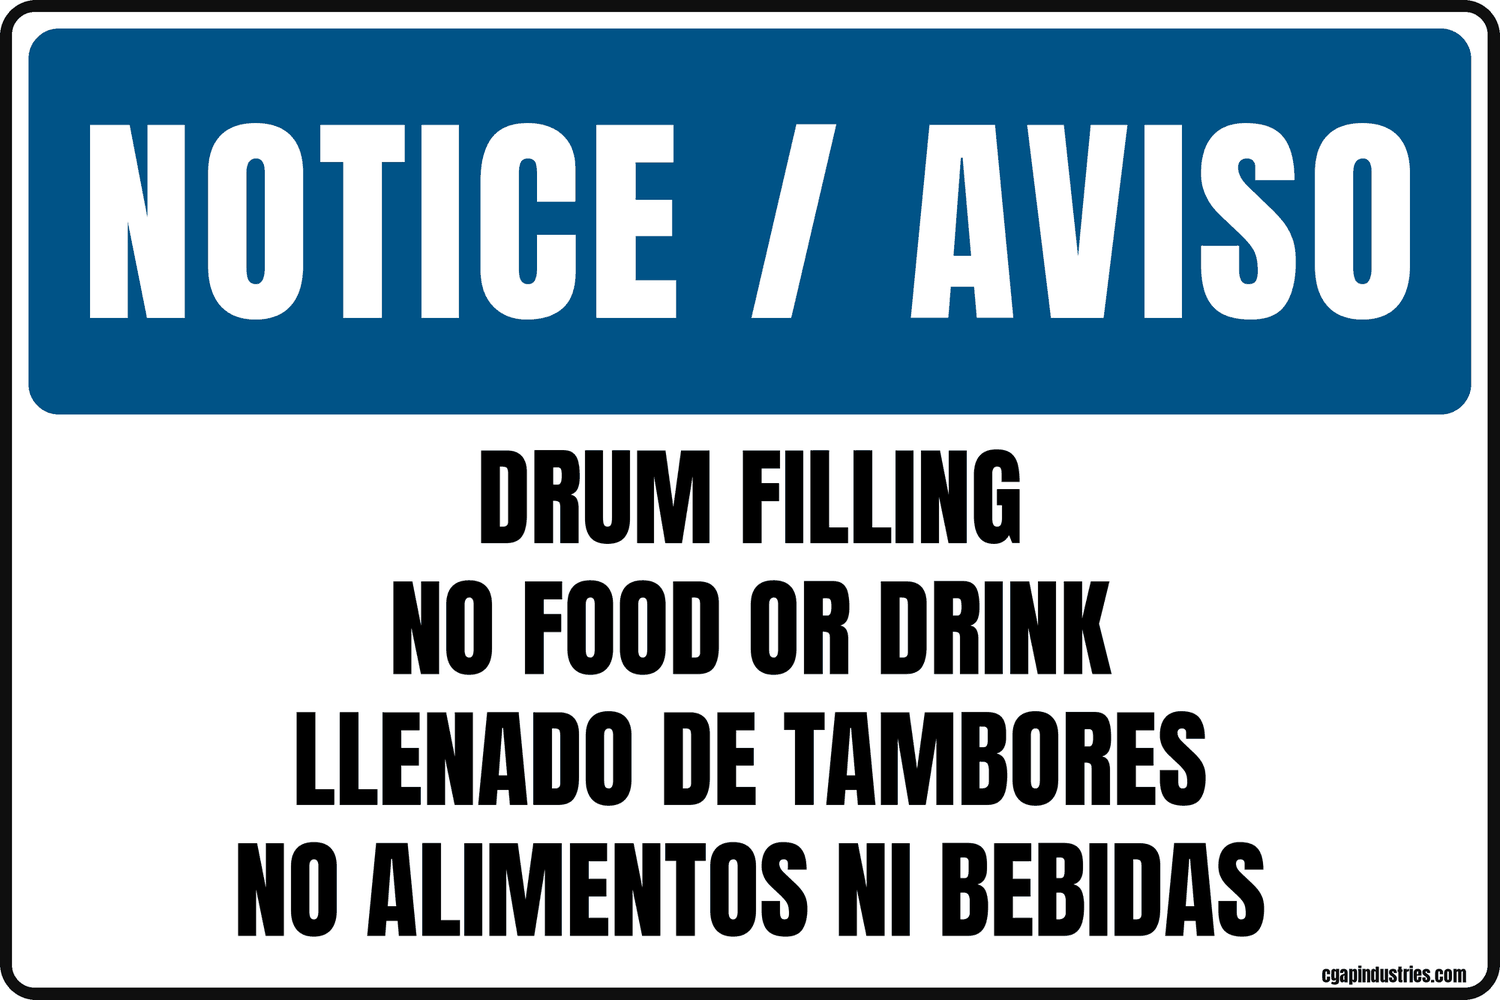 NOTICE / AVISO
DRUM FILLING
NO FOOD OR DRINK
LLENADO DE TAMBORES
NO ALIMENTOS NI BEBIDAS
cgapindustries.com